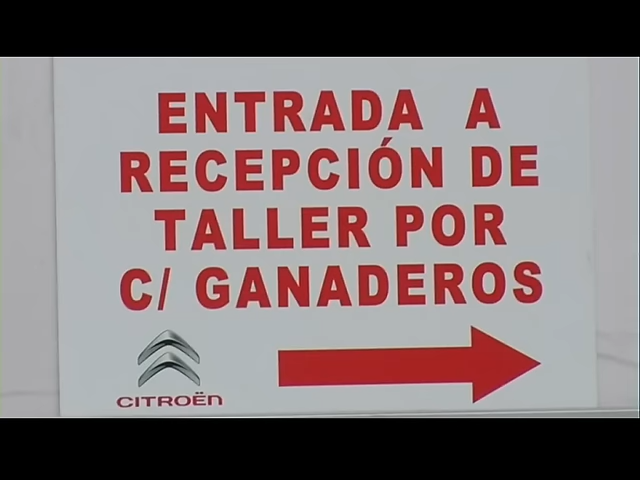 ENTRADA A
RECEPCIÓN DE
TALLER POR
C/ GANADEROS
CITROËN